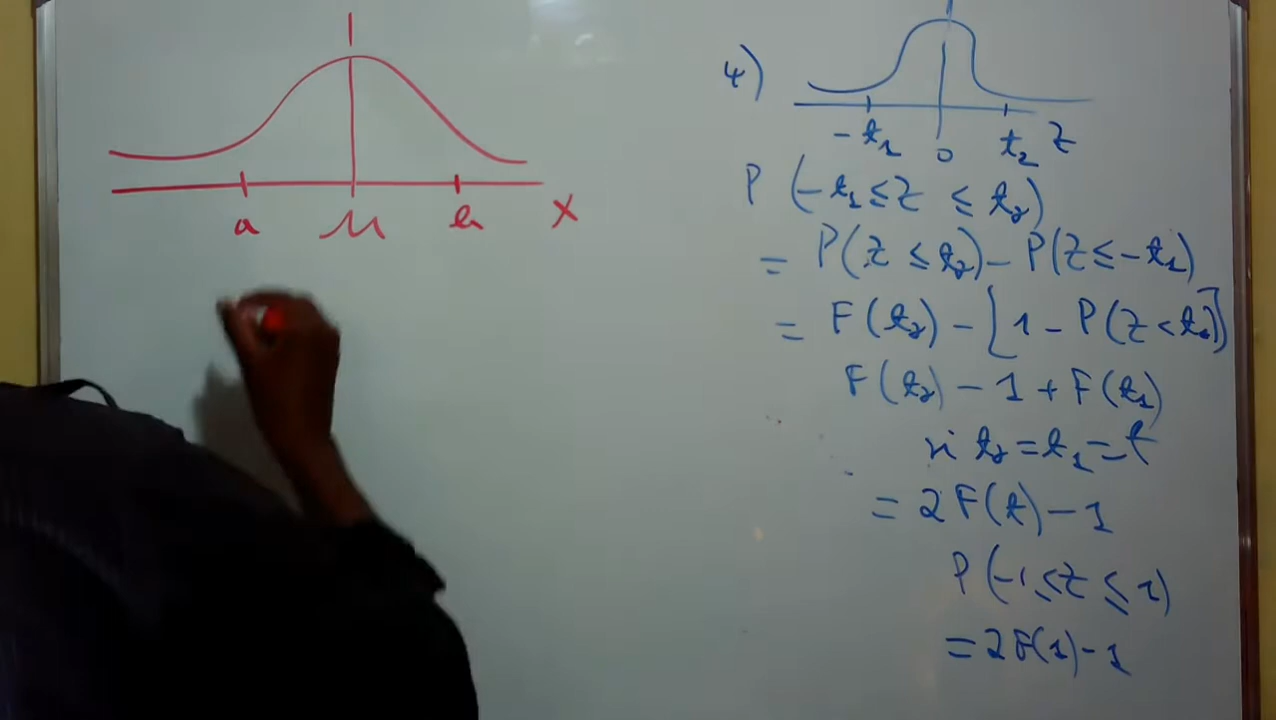 a μ b X
4)
-t₁ 0 t₂ Z
P (-t₁ ≤ Z ≤ t₂)
= P(Z ≤ t₂) - P(Z ≤ -t₁)
= F(t₂) - [1 - P(Z < t₁)]
F(t₂) - 1 + F(t₁)
si t₂ = t₁ = t
= 2F(t) - 1
P(-1 ≤ Z ≤ 1)
= 2F(1) - 1